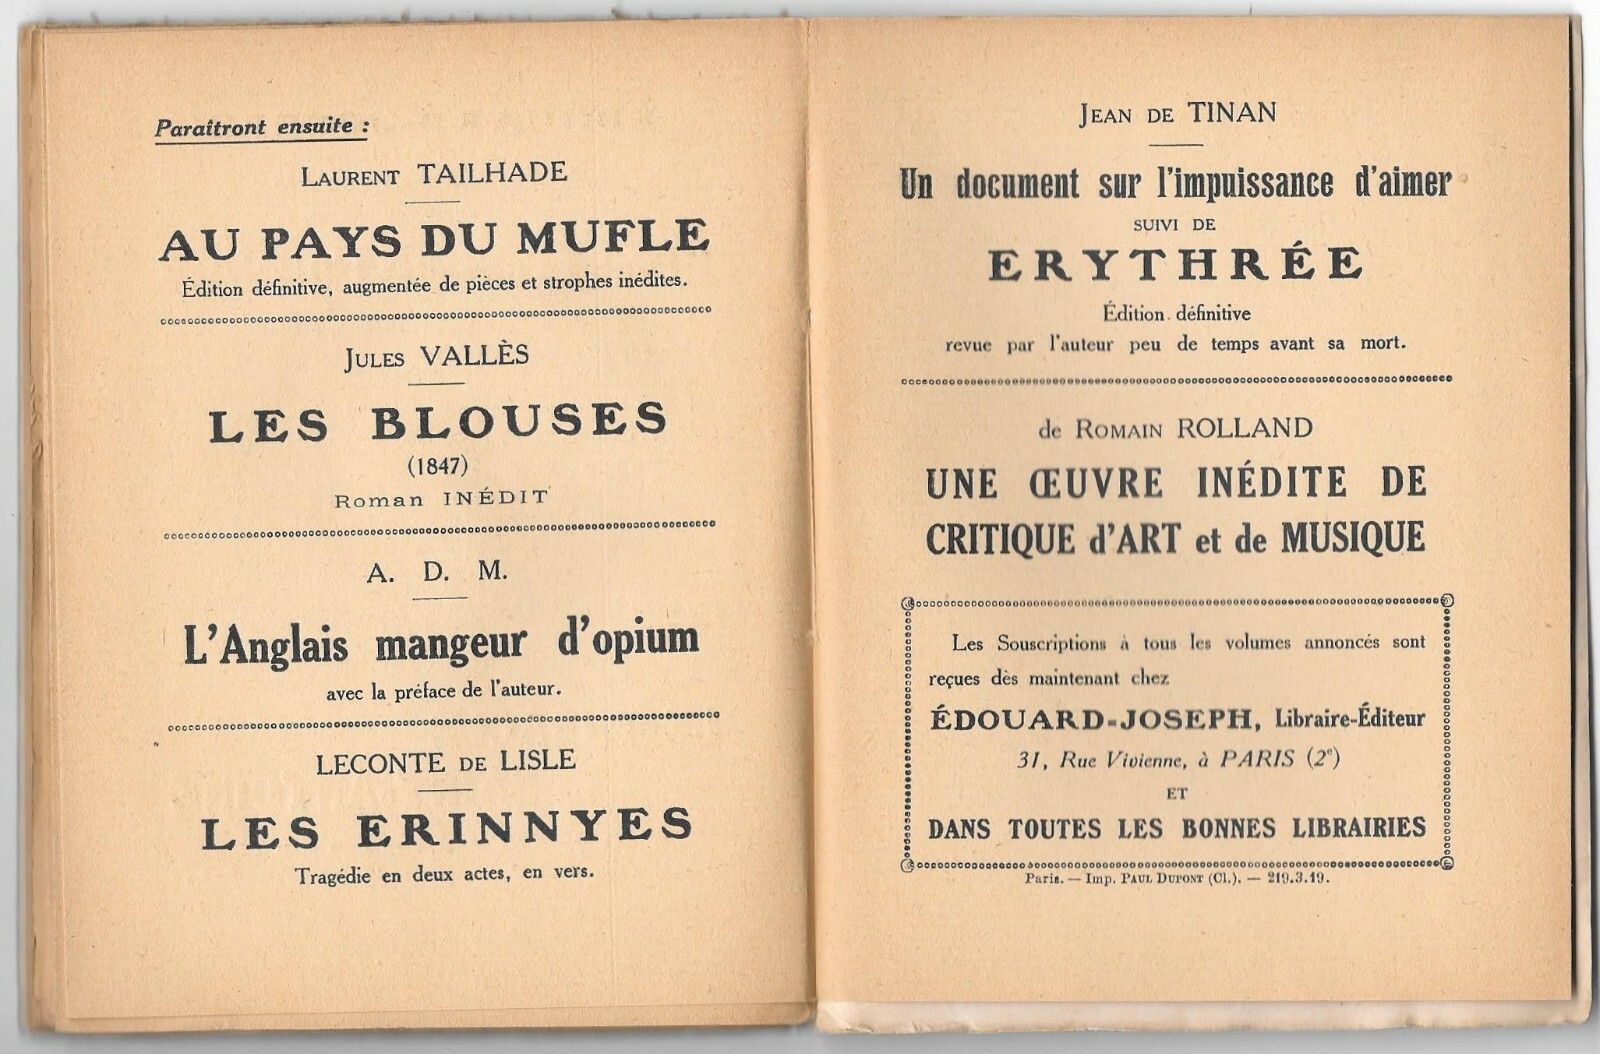 Paraîtront ensuite :
Laurent TAILHADE
AU PAYS DU MUFLE
Édition définitive, augmentée de pièces et strophes inédites.
Jules VALLÈS
LES BLOUSES
(1847)
Roman INÉDIT
A. D. M.
L'Anglais mangeur d'opium
avec la préface de l'auteur.
LECONTE DE LISLE
LES ERINNYES
Tragédie en deux actes, en vers.
Jean de TINAN
Un document sur l'impuissance d'aimer
SUIVI DE
ERYTHRÉE
Édition définitive
revue par l'auteur peu de temps avant sa mort.
de Romain ROLLAND
UNE ŒUVRE INÉDITE DE
CRITIQUE d'ART et de MUSIQUE
Les Souscriptions à tous les volumes annoncés sont
reçues dès maintenant chez
ÉDOUARD-JOSEPH, Libraire-Éditeur
31, Rue Vivienne, à PARIS (2e)
ET
DANS TOUTES LES BONNES LIBRAIRIES
Paris. — Imp. Paul Dupont (Cl.). — 219.3.19.